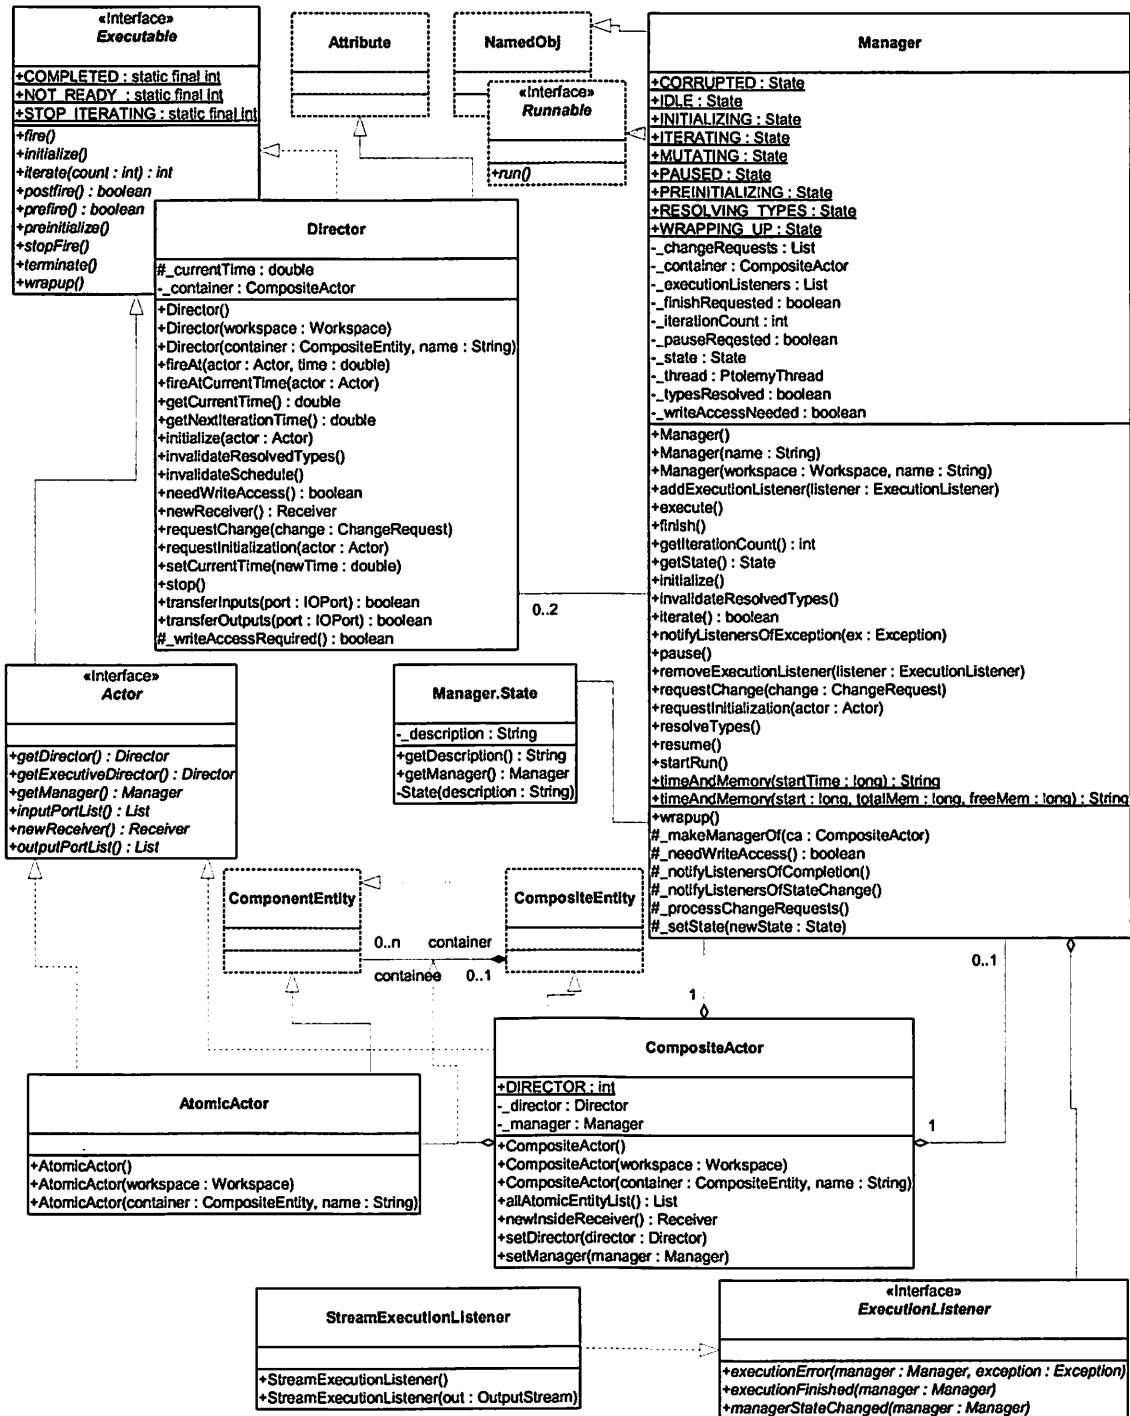 «Interface»
Executable
+COMPLETED : static final int
+NOT_READY : static final int
+STOP_ITERATING : static final int
+fire()
+initialize()
+iterate(count : int) : int
+postfire() : boolean
+prefire() : boolean
+preinitialize()
+stopFire()
+terminate()
+wrapup()
Attribute
NamedObj
«Interface»
Runnable
+run()
Manager
+CORRUPTED : State
+IDLE : State
+INITIALIZING : State
+ITERATING : State
+MUTATING : State
+PAUSED : State
+PREINITIALIZING : State
+RESOLVING_TYPES : State
+WRAPPING_UP : State
-_changeRequests : List
-_container : CompositeActor
-_executionListeners : List
-_finishRequested : boolean
-_iterationCount : int
-_pauseReqested : boolean
-_state : State
-_thread : PtolemyThread
-_typesResolved : boolean
-_writeAccessNeeded : boolean
+Manager()
+Manager(name : String)
+Manager(workspace : Workspace, name : String)
+addExecutionListener(listener : ExecutionListener)
+execute()
+finish()
+getIterationCount() : int
+getState() : State
+initialize()
+invalidateResolvedTypes()
+iterate() : boolean
+notifyListenersOfException(ex : Exception)
+pause()
+removeExecutionListener(listener : ExecutionListener)
+requestChange(change : ChangeRequest)
+requestInitialization(actor : Actor)
+resolveTypes()
+resume()
+startRun()
+timeAndMemory(startTime : long) : String
+timeAndMemory(start : long, totalMem : long, freeMem : long) : String
+wrapup()
#_makeManagerOf(ca : CompositeActor)
#_needWriteAccess() : boolean
#_notifyListenersOfCompletion()
#_notifyListenersOfStateChange()
#_processChangeRequests()
#_setState(newState : State)
Director
#_currentTime : double
-_container : CompositeActor
+Director()
+Director(workspace : Workspace)
+Director(container : CompositeEntity, name : String)
+fireAt(actor : Actor, time : double)
+fireAtCurrentTime(actor : Actor)
+getCurrentTime() : double
+getNextIterationTime() : double
+initialize(actor : Actor)
+invalidateResolvedTypes()
+invalidateSchedule()
+needWriteAccess() : boolean
+newReceiver() : Receiver
+requestChange(change : ChangeRequest)
+requestInitialization(actor : Actor)
+setCurrentTime(newTime : double)
+stop()
+transferInputs(port : IOPort) : boolean
+transferOutputs(port : IOPort) : boolean
#_writeAccessRequired() : boolean
0..2
«Interface»
Actor
+getDirector() : Director
+getExecutiveDirector() : Director
+getManager() : Manager
+inputPortList() : List
+newReceiver() : Receiver
+outputPortList() : List
Manager.State
-_description : String
+getDescription() : String
+getManager() : Manager
-State(description : String)
ComponentEntity
CompositeEntity
0..n
container
containee
0..1
0..1
1
CompositeActor
+DIRECTOR : int
-_director : Director
-_manager : Manager
+CompositeActor()
+CompositeActor(workspace : Workspace)
+CompositeActor(container : CompositeEntity, name : String)
+allAtomicEntityList() : List
+newInsideReceiver() : Receiver
+setDirector(director : Director)
+setManager(manager : Manager)
1
AtomicActor
+AtomicActor()
+AtomicActor(workspace : Workspace)
+AtomicActor(container : CompositeEntity, name : String)
StreamExecutionListener
+StreamExecutionListener()
+StreamExecutionListener(out : OutputStream)
«Interface»
ExecutionListener
+executionError(manager : Manager, exception : Exception)
+executionFinished(manager : Manager)
+managerStateChanged(manager : Manager)